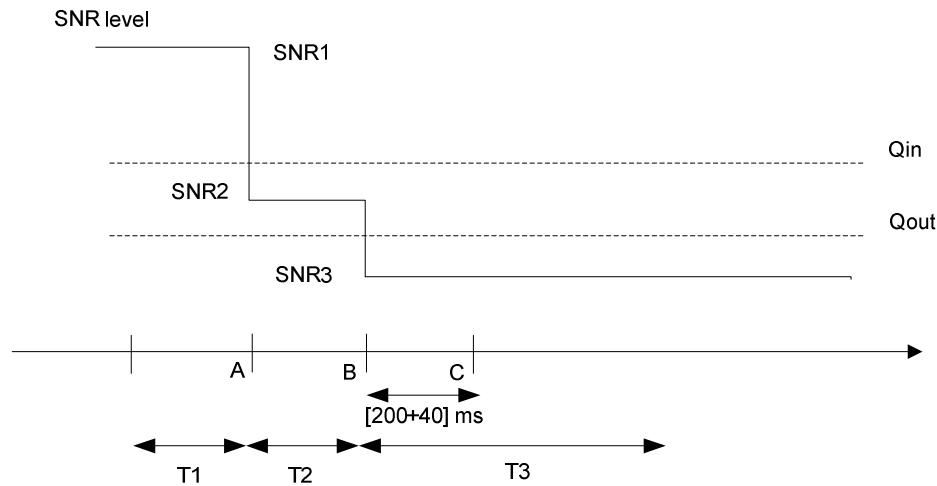 SNR level
SNR1
Qin
SNR2
Qout
SNR3
A
B
C
[200+40] ms
T1
T2
T3